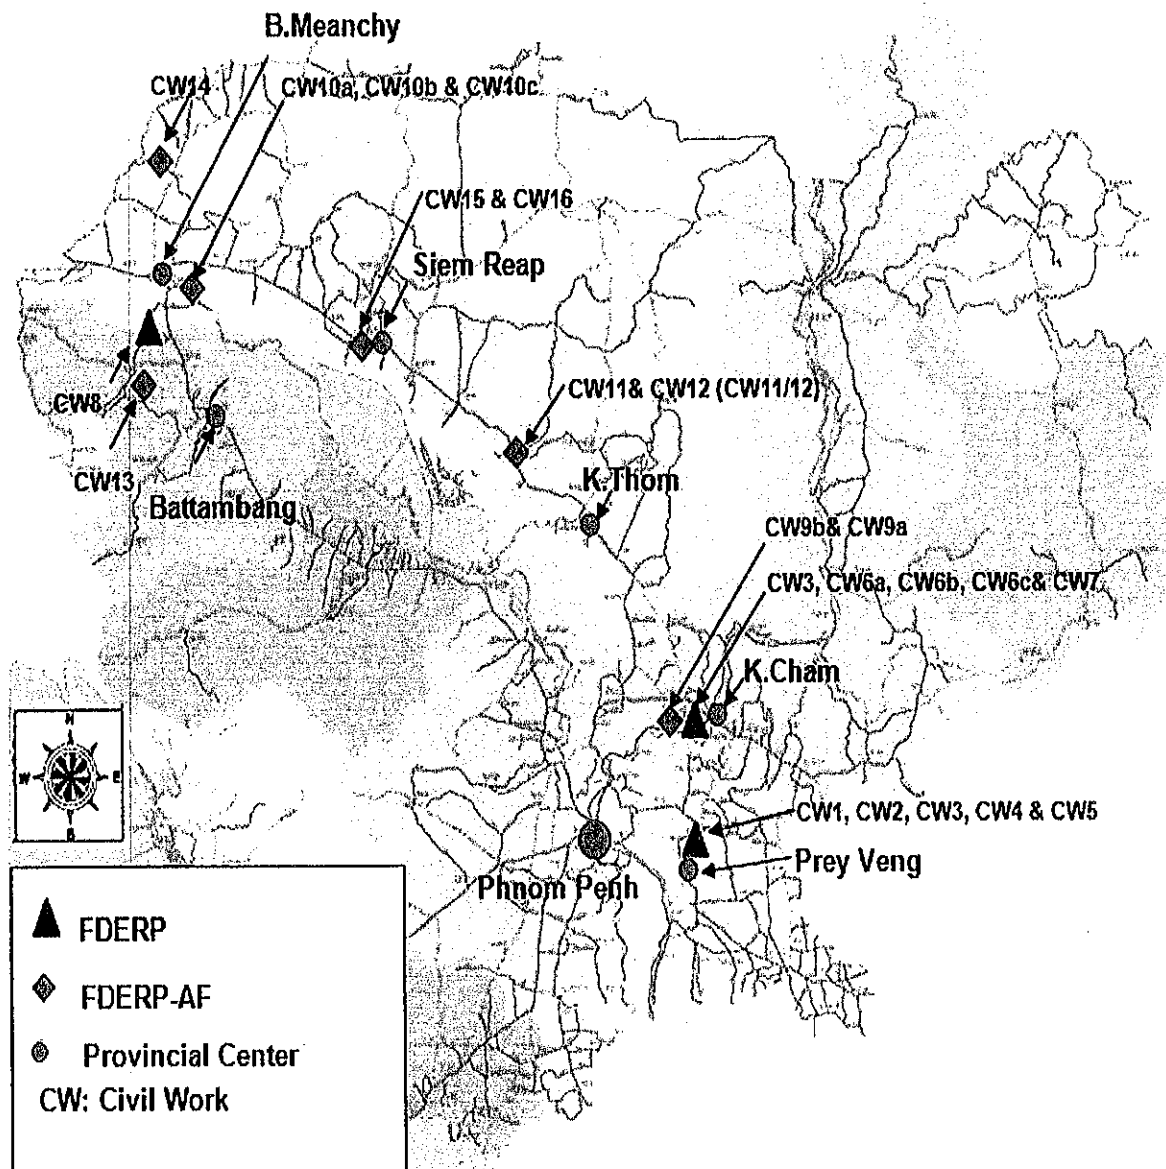 B.Meanchy
CW14
CW10a, CW10b & CW10c
CW15 & CW16
Siem Reap
CW11& CW12 (CW11/12)
CW8
CW13
K.Thom
Battambang
CW9b& CW9a
CW3, CW6a, CW6b, CW6c& CW7
K.Cham
N
W
E
S
CW1, CW2, CW3, CW4 & CW5
Prey Veng
Phnom Penh
FDERP
FDERP-AF
Provincial Center
CW: Civil Work